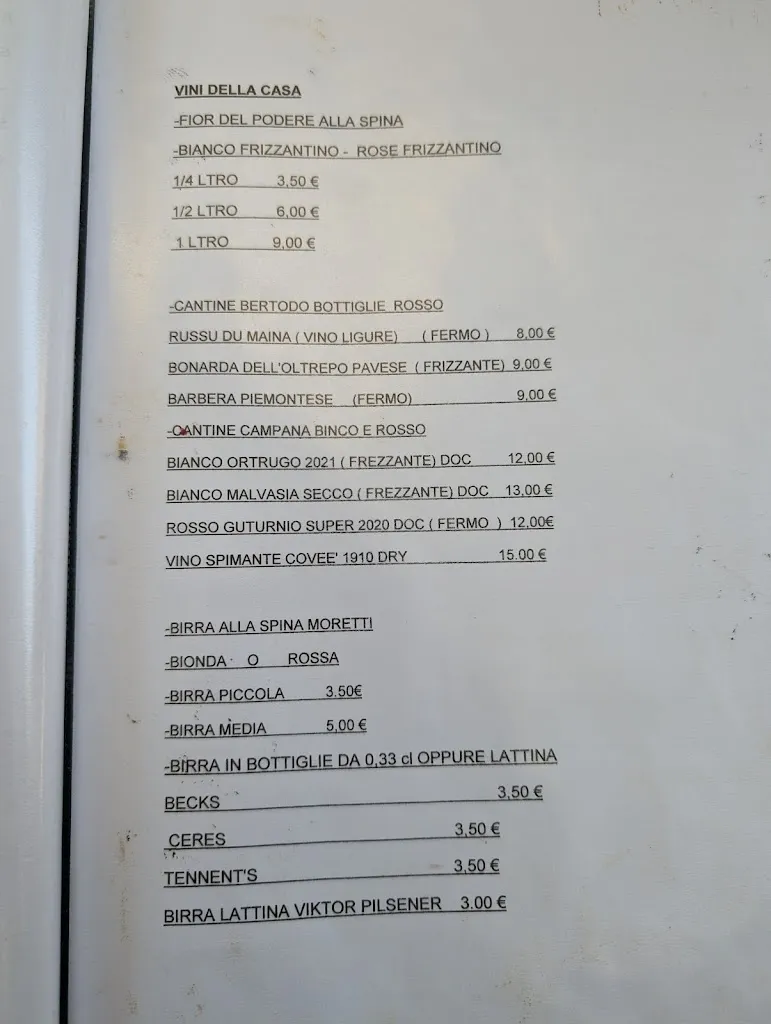 VINI DELLA CASA
-FIOR DEL PODERE ALLA SPINA
-BIANCO FRIZZANTINO - ROSE FRIZZANTINO
1/4 LTRO 3,50 €
1/2 LTRO 6,00 €
1 LTRO 9,00 €
-CANTINE BERTODO BOTTIGLIE ROSSO
RUSSU DU MAINA ( VINO LIGURE) ( FERMO ) 8,00 €
BONARDA DELL'OLTREPO PAVESE ( FRIZZANTE) 9,00 €
BARBERA PIEMONTESE (FERMO) 9,00 €
-CANTINE CAMPANA BINCO E ROSSO
BIANCO ORTRUGO 2021 ( FREZZANTE) DOC 12,00 €
BIANCO MALVASIA SECCO ( FREZZANTE) DOC 13,00 €
ROSSO GUTURNIO SUPER 2020 DOC ( FERMO ) 12,00€
VINO SPIMANTE COVEE' 1910 DRY 15.00 €
-BIRRA ALLA SPINA MORETTI
-BIONDA O ROSSA
-BIRRA PICCOLA 3.50€
-BIRRA MEDIA 5,00 €
-BIRRA IN BOTTIGLIE DA 0,33 cl OPPURE LATTINA
BECKS 3,50 €
CERES 3,50 €
TENNENT'S 3,50 €
BIRRA LATTINA VIKTOR PILSENER 3.00 €